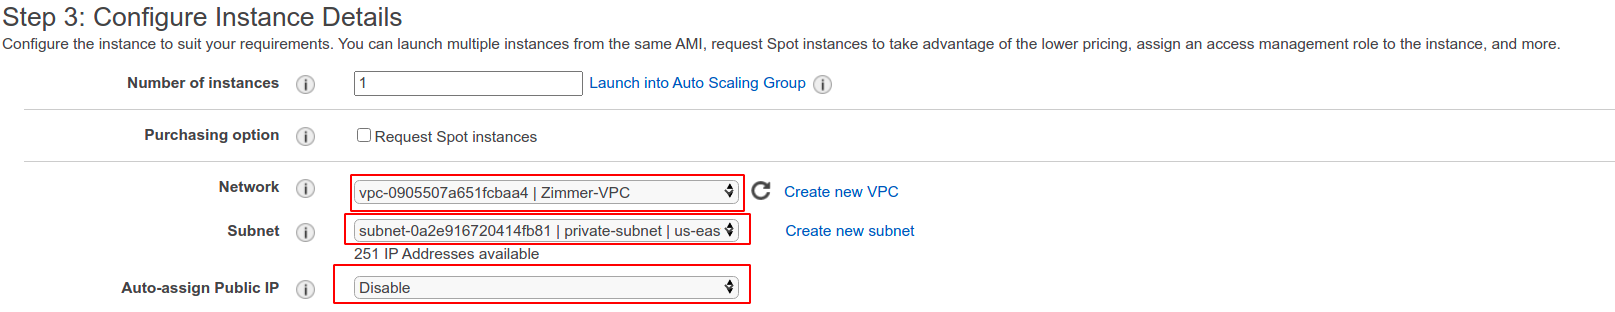 Step 3: Configure Instance Details
Configure the instance to suit your requirements. You can launch multiple instances from the same AMI, request Spot instances to take advantage of the lower pricing, assign an access management role to the instance, and more.
Number of instances i 1 Launch into Auto Scaling Group i
Purchasing option i Request Spot instances
Network i vpc-0905507a651fcbaa4 | Zimmer-VPC Create new VPC
Subnet i subnet-0a2e916720414fb81 | private-subnet | us-eas Create new subnet
251 IP Addresses available
Auto-assign Public IP i Disable